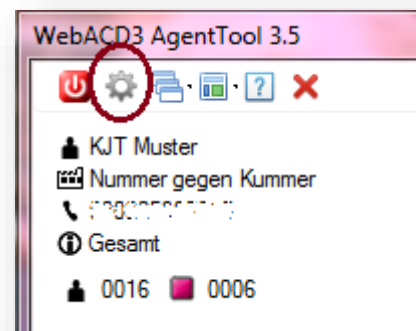 WebACD3 AgentTool 3.5
?
KJT Muster
Nummer gegen Kummer
Gesamt
0016 0006